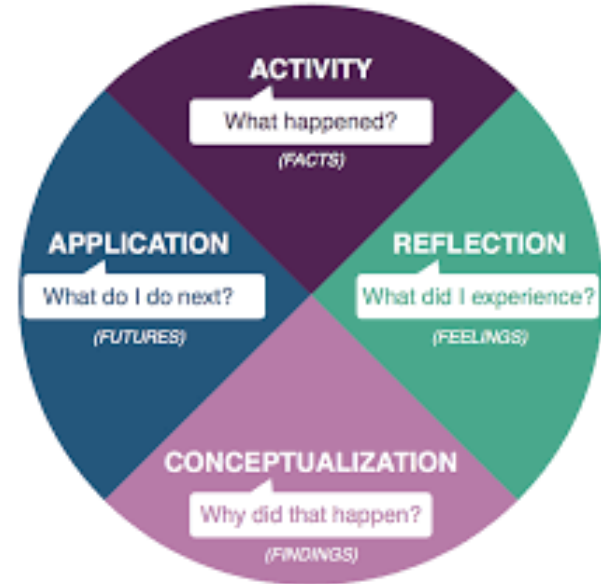 ACTIVITY
What happened?
(FACTS)
REFLECTION
What did I experience?
(FEELINGS)
CONCEPTUALIZATION
Why did that happen?
(FINDINGS)
APPLICATION
What do I do next?
(FUTURES)